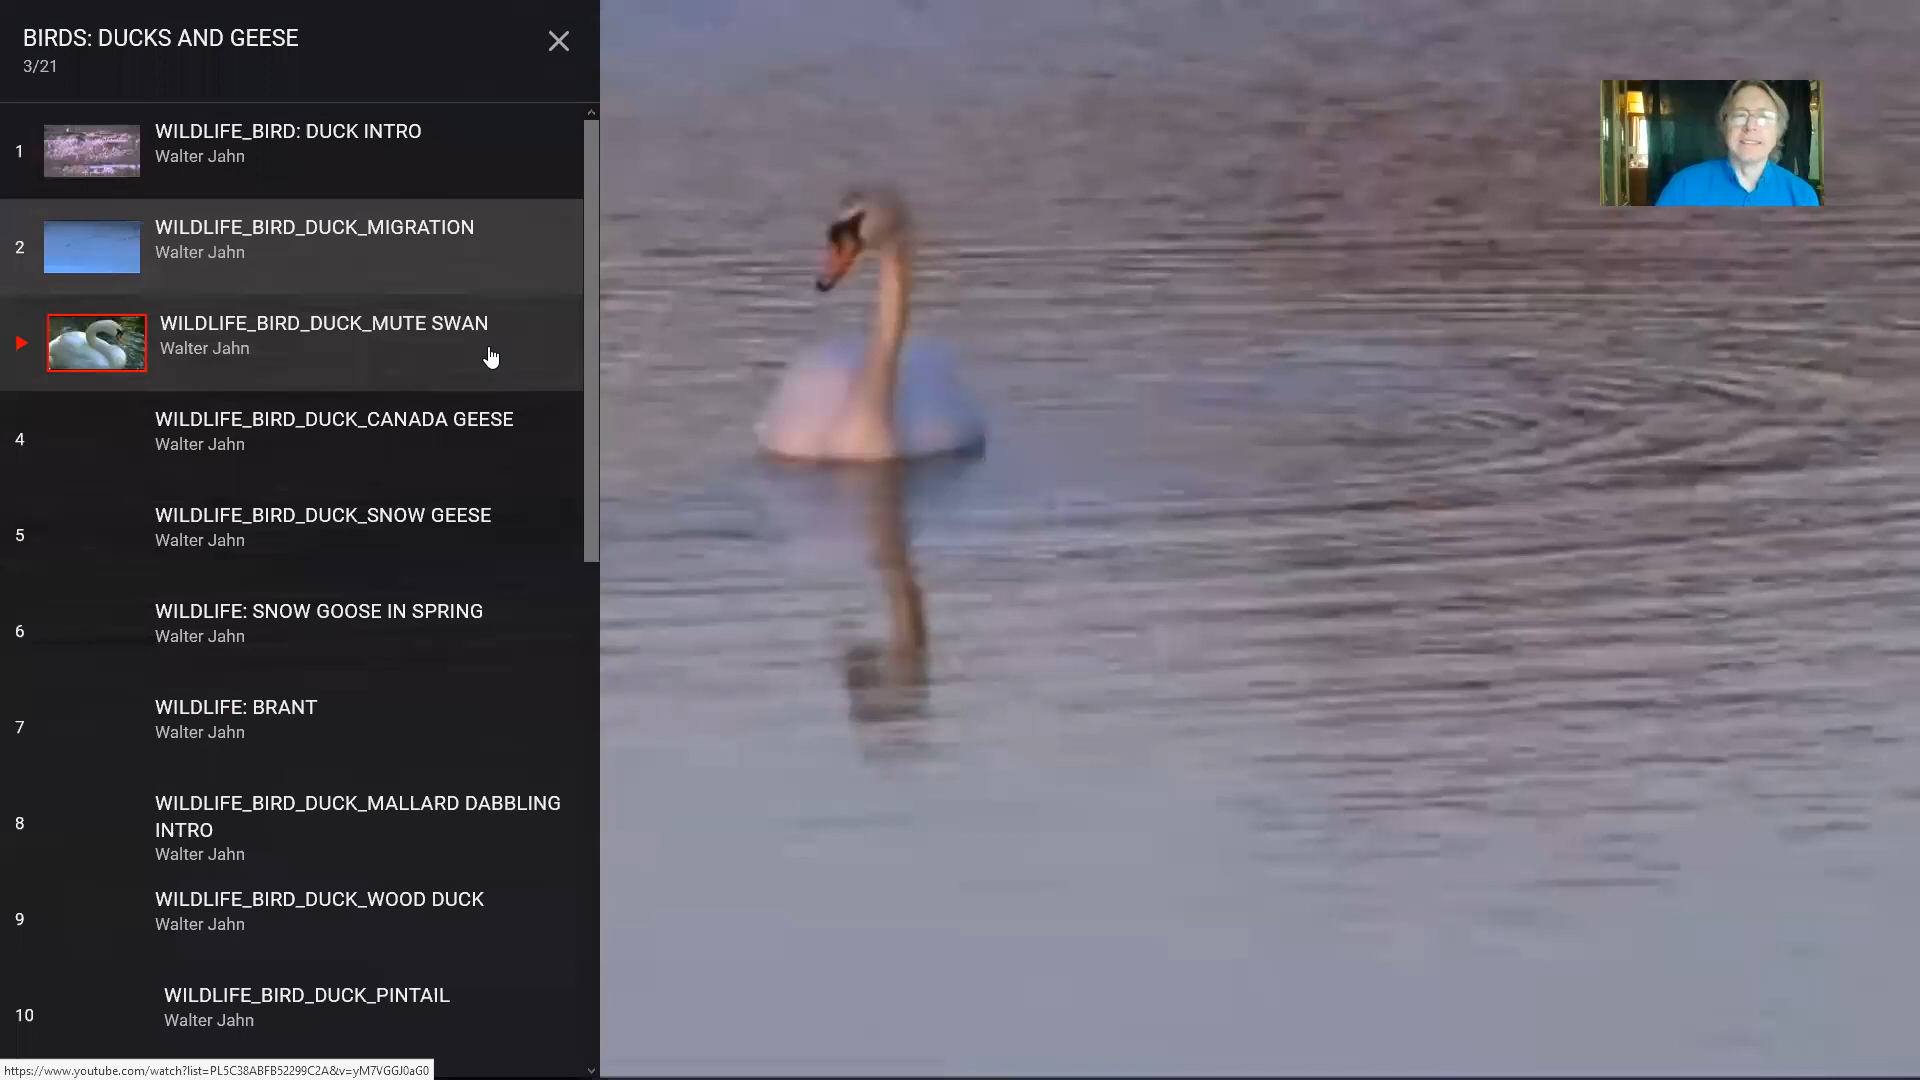 BIRDS: DUCKS AND GEESE
3/21
1
WILDLIFE_BIRD: DUCK INTRO
Walter Jahn
2
WILDLIFE_BIRD_DUCK_MIGRATION
Walter Jahn
WILDLIFE_BIRD_DUCK_MUTE SWAN
Walter Jahn
4
WILDLIFE_BIRD_DUCK_CANADA GEESE
Walter Jahn
5
WILDLIFE_BIRD_DUCK_SNOW GEESE
Walter Jahn
6
WILDLIFE: SNOW GOOSE IN SPRING
Walter Jahn
7
WILDLIFE: BRANT
Walter Jahn
8
WILDLIFE_BIRD_DUCK_MALLARD DABBLING
INTRO
Walter Jahn
9
WILDLIFE_BIRD_DUCK_WOOD DUCK
Walter Jahn
10
WILDLIFE_BIRD_DUCK_PINTAIL
Walter Jahn
https://www.youtube.com/watch?list=PL5C38ABFB52299C2A&v=yM7VGGJ0aG0